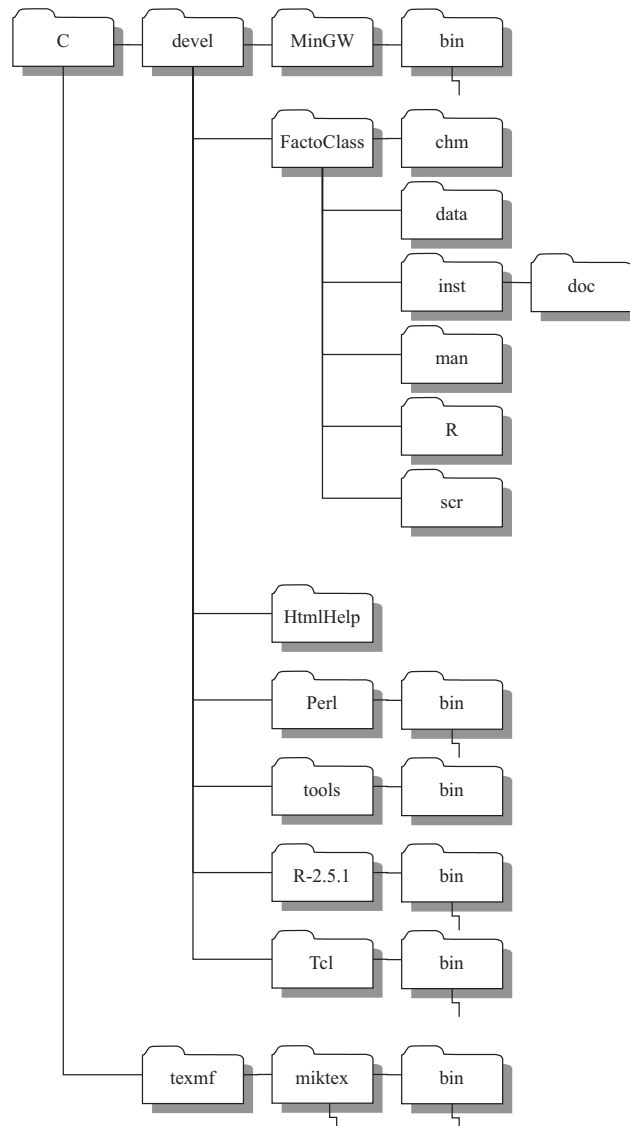 C
devel
MinGW
bin
FactoClass
chm
data
inst
doc
man
R
scr
HtmlHelp
Perl
bin
tools
bin
R-2.5.1
bin
Tcl
bin
texmf
miktex
bin